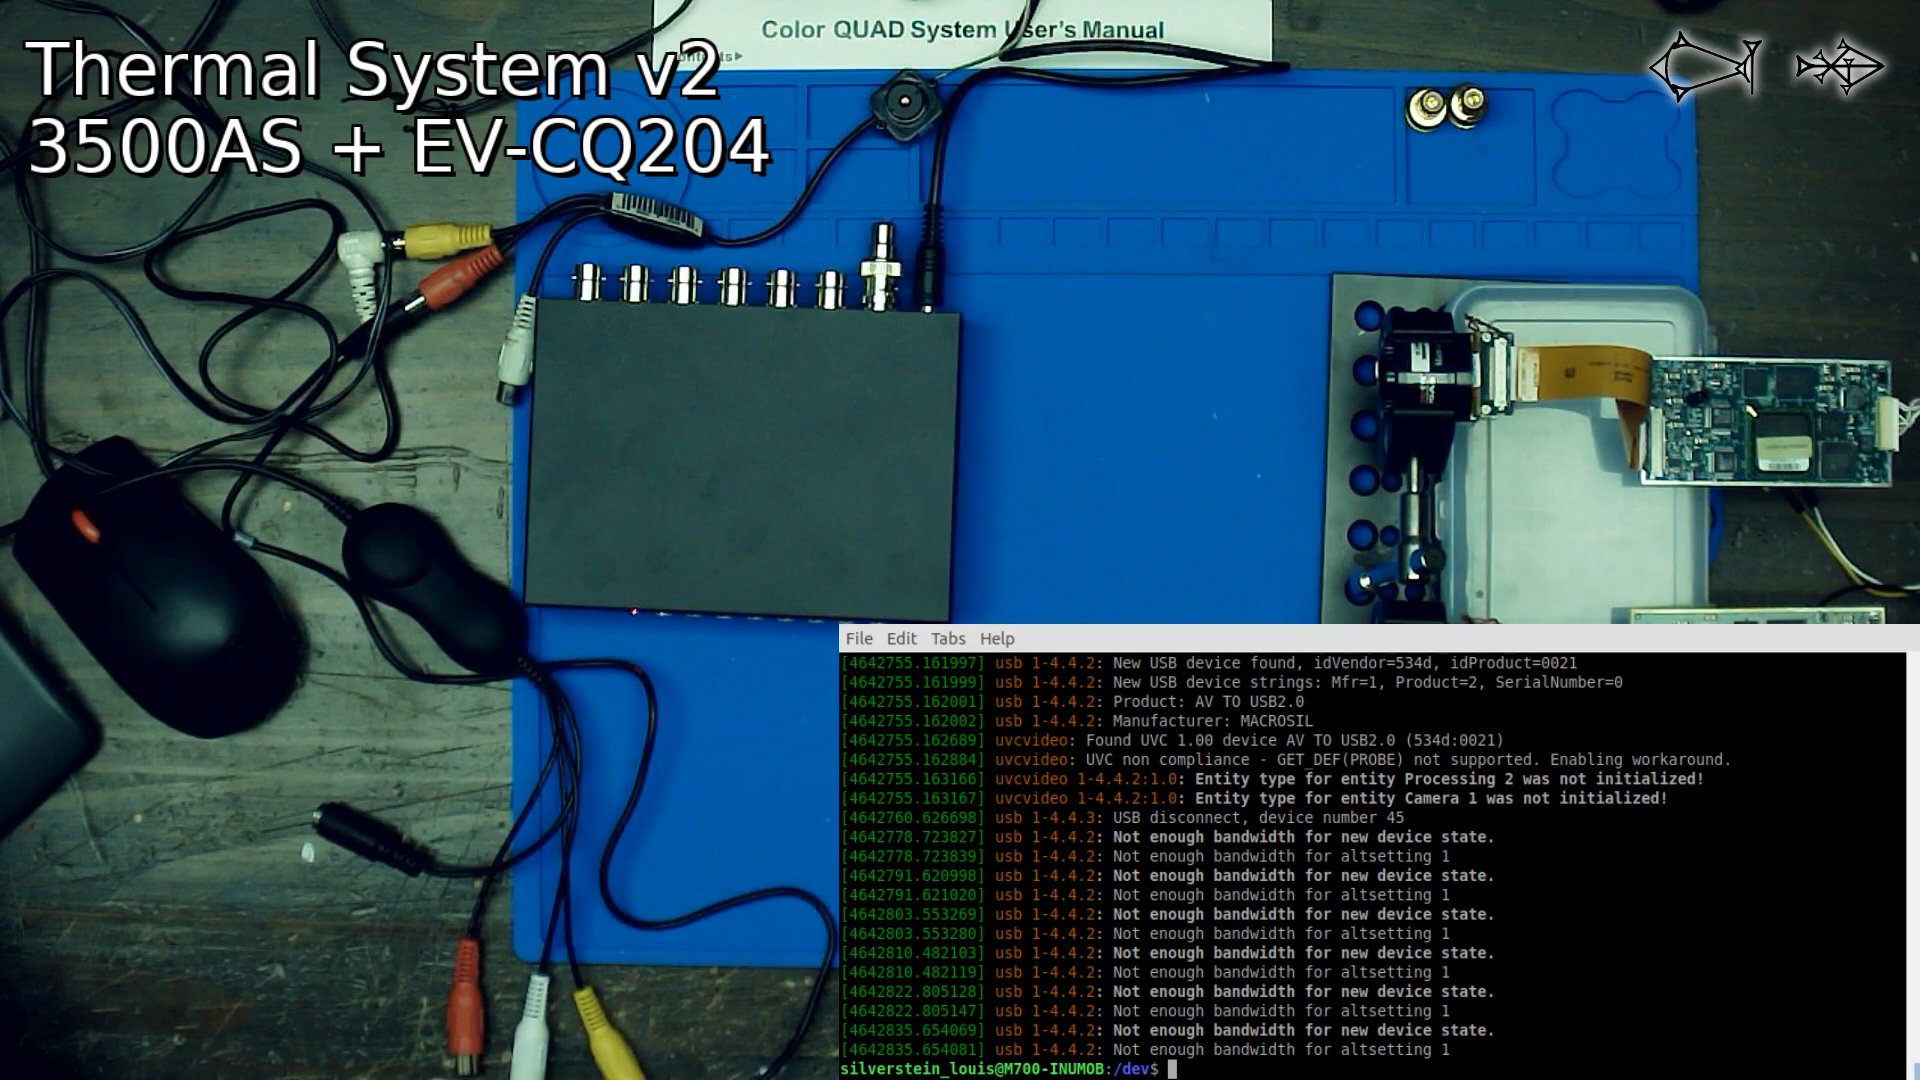 Color QUAD System User's Manual
Thermal System v2
3500AS + EV-CQ204
File Edit Tabs Help
[4642755.161997] usb 1-4.4.2: New USB device found, idVendor=534d, idProduct=0021
[4642755.161999] usb 1-4.4.2: New USB device strings: Mfr=1, Product=2, SerialNumber=0
[4642755.162001] usb 1-4.4.2: Product: AV TO USB2.0
[4642755.162002] usb 1-4.4.2: Manufacturer: MACROSIL
[4642755.162689] uvcvideo: Found UVC 1.00 device AV TO USB2.0 (534d:0021)
[4642755.162884] uvcvideo: UVC non compliance - GET_DEF(PROBE) not supported. Enabling workaround.
[4642755.163166] uvcvideo 1-4.4.2:1.0: Entity type for entity Processing 2 was not initialized!
[4642755.163167] uvcvideo 1-4.4.2:1.0: Entity type for entity Camera 1 was not initialized!
[4642760.626698] usb 1-4.4.3: USB disconnect, device number 45
[4642778.723827] usb 1-4.4.2: Not enough bandwidth for new device state.
[4642778.723839] usb 1-4.4.2: Not enough bandwidth for altsetting 1
[4642791.620998] usb 1-4.4.2: Not enough bandwidth for new device state.
[4642791.621020] usb 1-4.4.2: Not enough bandwidth for altsetting 1
[4642803.553269] usb 1-4.4.2: Not enough bandwidth for new device state.
[4642803.553280] usb 1-4.4.2: Not enough bandwidth for altsetting 1
[4642810.482103] usb 1-4.4.2: Not enough bandwidth for new device state.
[4642810.482119] usb 1-4.4.2: Not enough bandwidth for altsetting 1
[4642822.805128] usb 1-4.4.2: Not enough bandwidth for new device state.
[4642822.805147] usb 1-4.4.2: Not enough bandwidth for altsetting 1
[4642835.654069] usb 1-4.4.2: Not enough bandwidth for new device state.
[4642835.654081] usb 1-4.4.2: Not enough bandwidth for altsetting 1
silverstein_louis@M700-INUMOB:/dev$